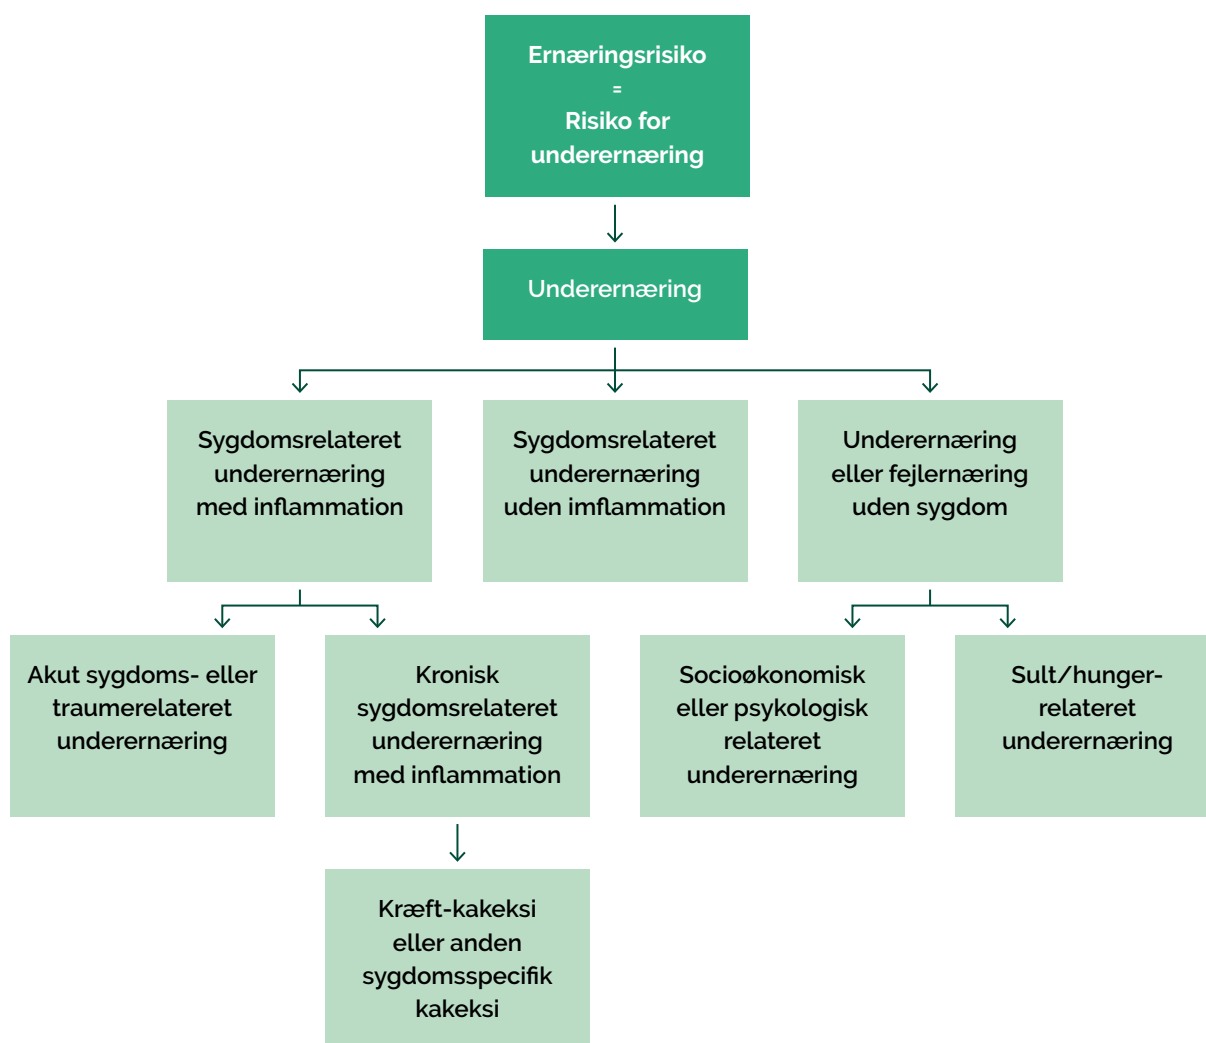 Ernæringsrisiko
=
Risiko for
underernæring
Underernæring
Sygdomsrelateret
underernæring
med inflammation
Sygdomsrelateret
underernæring
uden imflammation
Underernæring
eller fejlernæring
uden sygdom
Akut sygdoms- eller
traumerelateret
underernæring
Kronisk
sygdomsrelateret
underernæring
med inflammation
Socioøkonomisk
eller psykologisk
relateret
underernæring
Sult/hunger-
relateret
underernæring
Kræft-kakeksi
eller anden
sygdomsspecifik
kakeksi